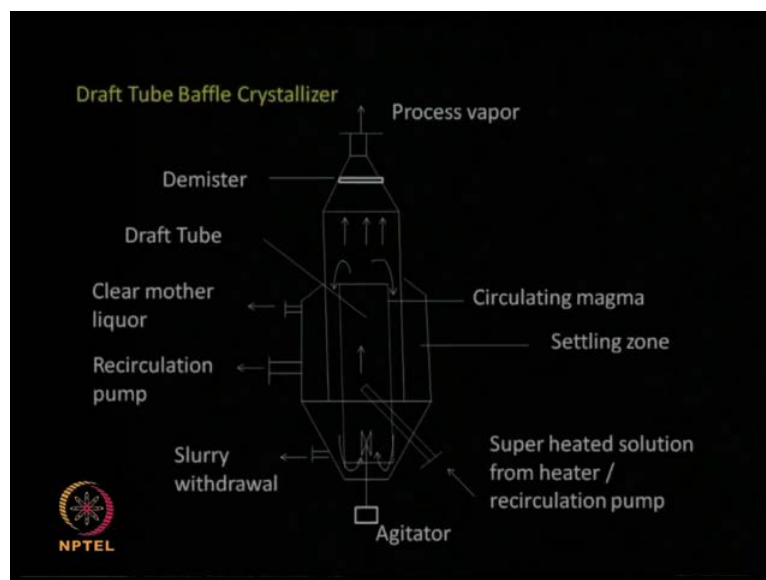 Draft Tube Baffle Crystallizer
Process vapor
Demister
Draft Tube
Clear mother
liquor
Circulating magma
Settling zone
Recirculation
pump
Slurry
withdrawal
Super heated solution
from heater /
recirculation pump
Agitator
NPTEL